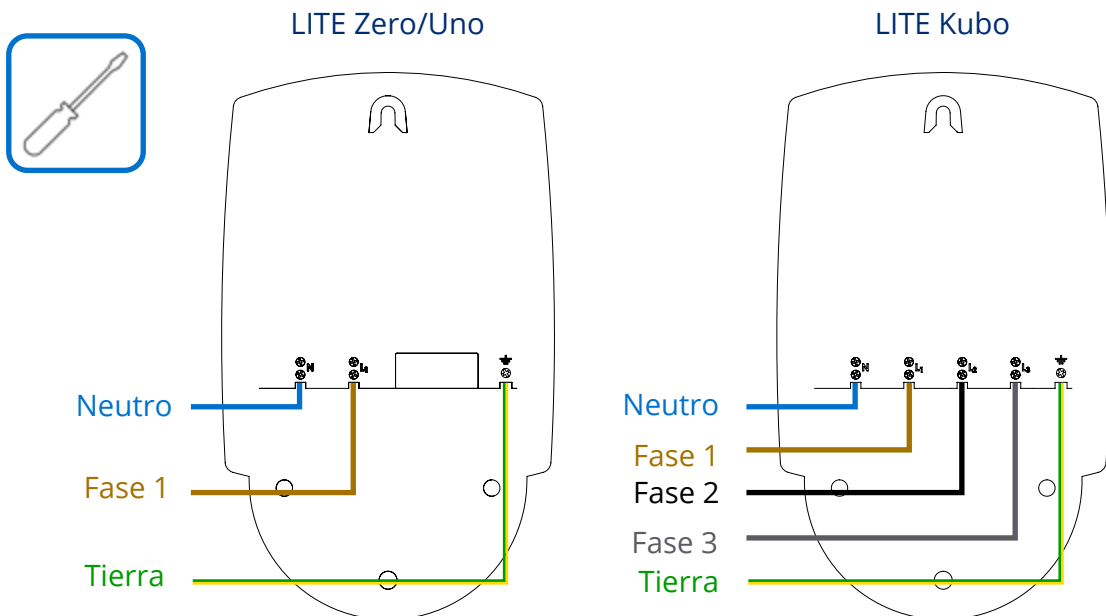 LITE Zero/Uno
N
L₁
Neutro
Fase 1
Tierra
LITE Kubo
N
L₁
L₂
L₃
Neutro
Fase 1
Fase 2
Fase 3
Tierra